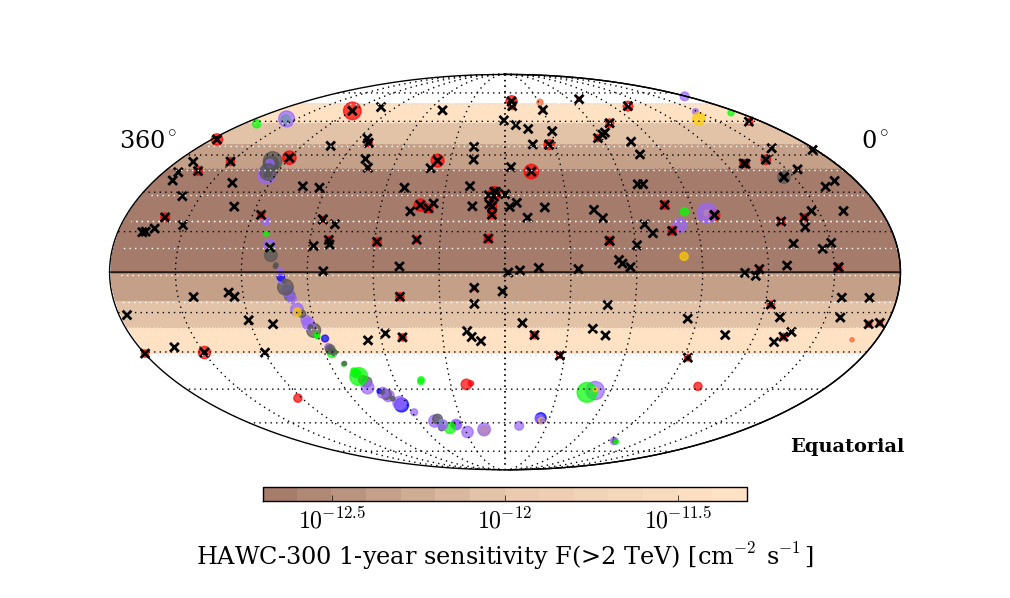 360° 0°
Equatorial
10^{-12.5} 10^{-12} 10^{-11.5}
HAWC-300 1-year sensitivity F(>2 TeV) [cm^{-2} s^{-1}]